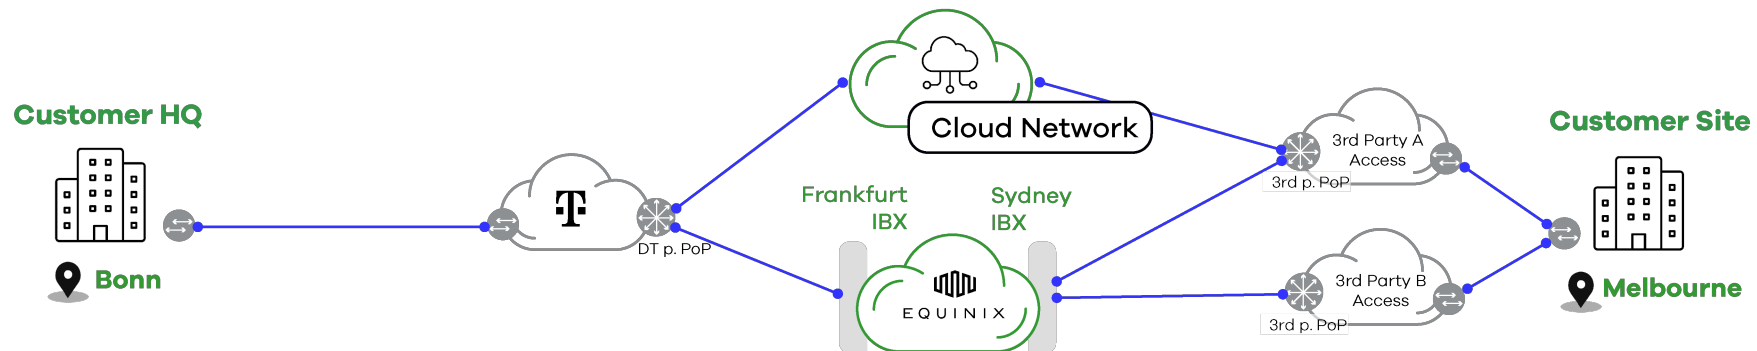 Customer HQ
Bonn
T
DT p. PoP
Cloud Network
Frankfurt
IBX
Sydney
IBX
EQUINIX
3rd Party A
Access
3rd p. PoP
3rd Party B
Access
3rd p. PoP
Customer Site
Melbourne